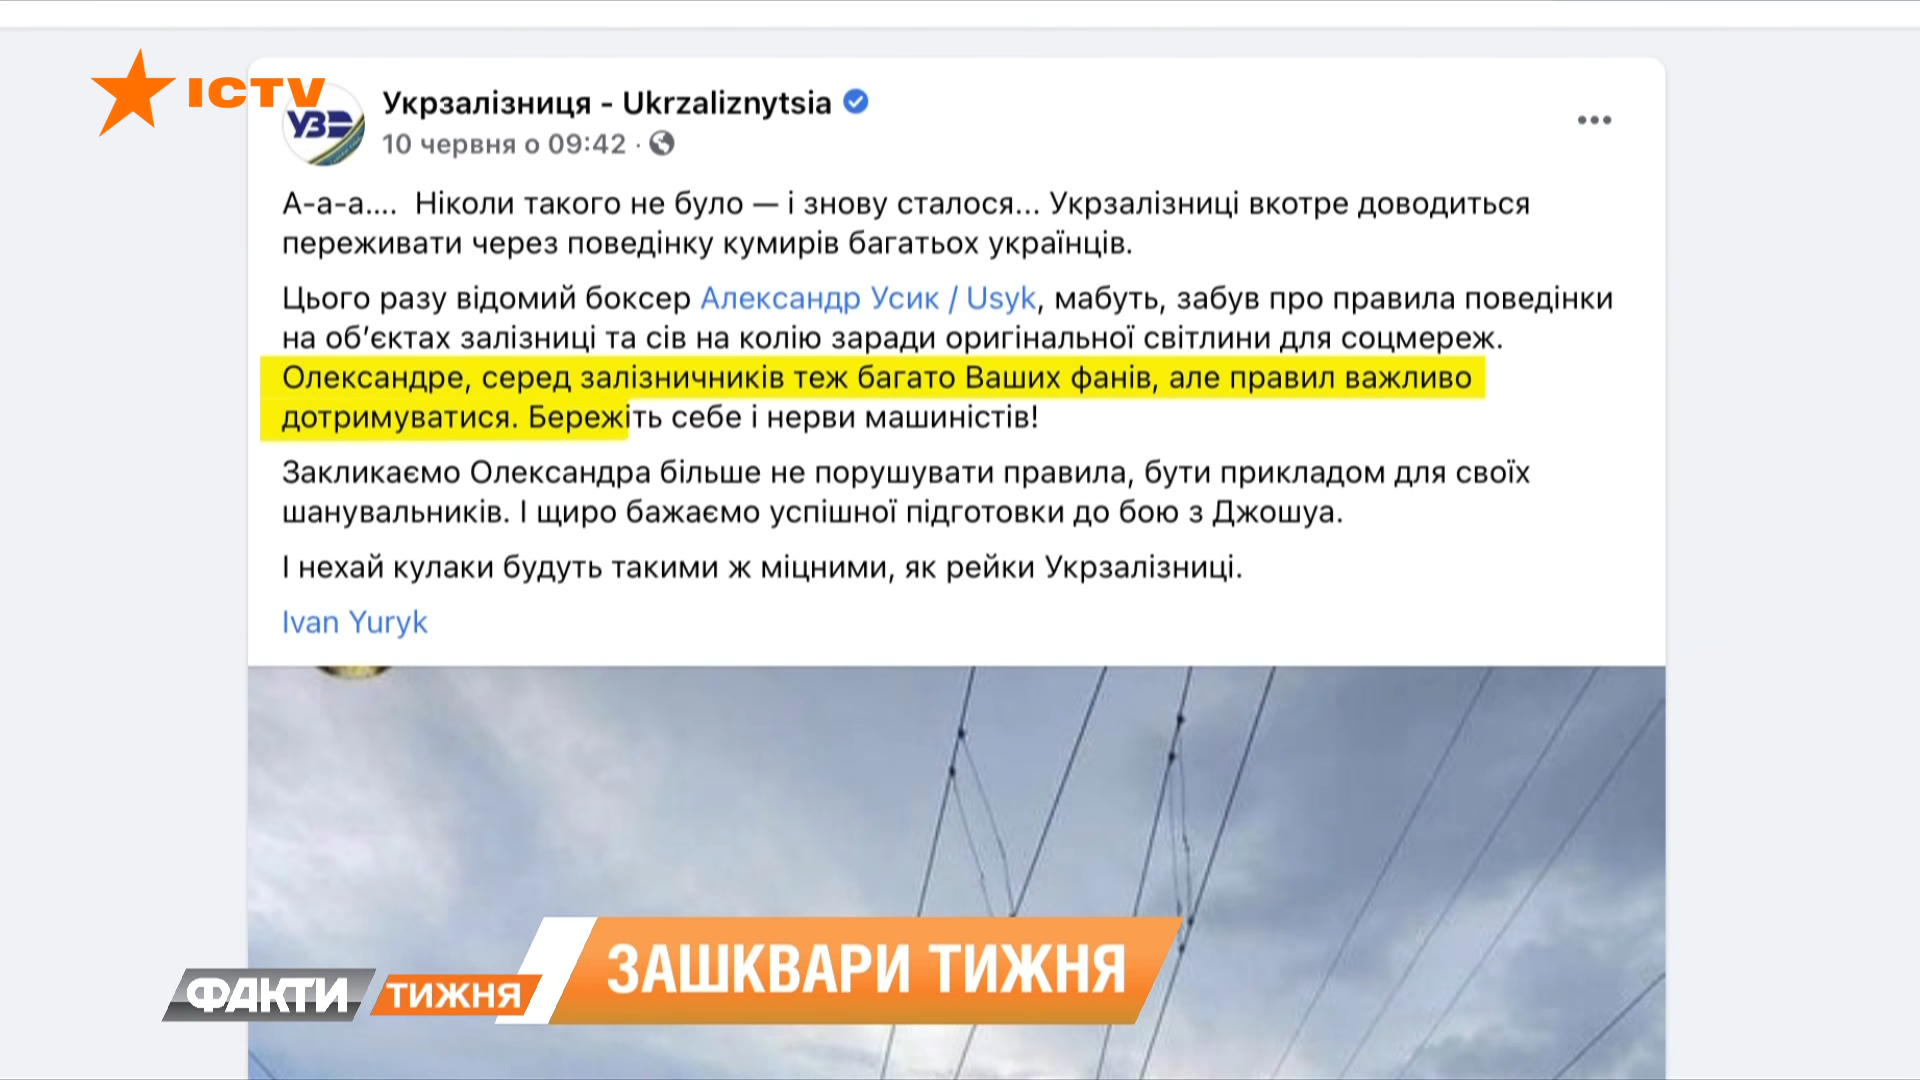 ICTV
УЗ
Укрзалізниця - Ukrzaliznytsia
10 червня о 09:42 ·
А-а-а....  Ніколи такого не було — і знову сталося... Укрзалізниці вкотре доводиться
переживати через поведінку кумирів багатьох українців.
Цього разу відомий боксер Александр Усик / Usyk, мабуть, забув про правила поведінки
на об’єктах залізниці та сів на колію заради оригінальної світлини для соцмереж.
Олександре, серед залізничників теж багато Ваших фанів, але правил важливо
дотримуватися. Бережіть себе і нерви машиністів!
Закликаємо Олександра більше не порушувати правила, бути прикладом для своїх
шанувальників. І щиро бажаємо успішної підготовки до бою з Джошуа.
І нехай кулаки будуть такими ж міцними, як рейки Укрзалізниці.
Ivan Yuryk
ЗАШКВАРИ ТИЖНЯ
ФАКТИ ТИЖНЯ